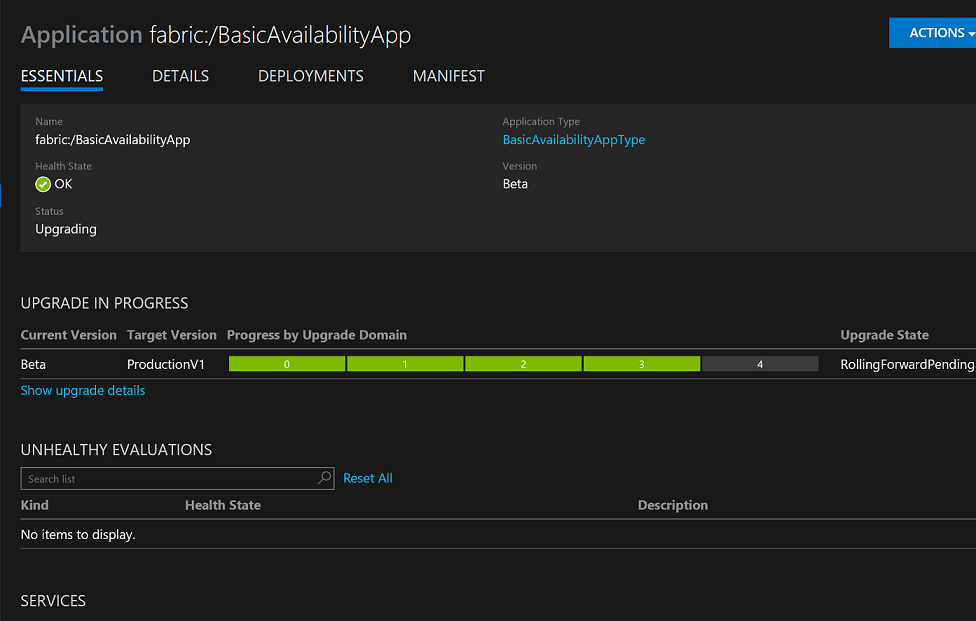 Application fabric:/BasicAvailabilityApp
ACTIONS
ESSENTIALS DETAILS DEPLOYMENTS MANIFEST
Name Application Type
fabric:/BasicAvailabilityApp BasicAvailabilityAppType
Health State Version
OK Beta
Status
Upgrading
UPGRADE IN PROGRESS
Current Version Target Version Progress by Upgrade Domain Upgrade State
Beta ProductionV1 0 1 2 3 4 RollingForwardPending
Show upgrade details
UNHEALTHY EVALUATIONS
Search list Reset All
Kind Health State Description
No items to display.
SERVICES